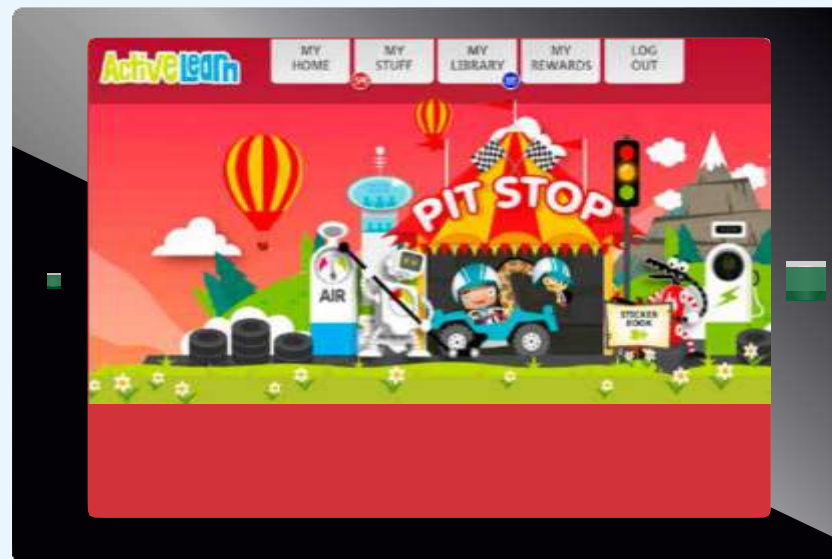 ActiveLearn
MY HOME
MY STUFF
MY LIBRARY
MY REWARDS
LOG OUT
PIT STOP
AIR
STICKER
BOOK